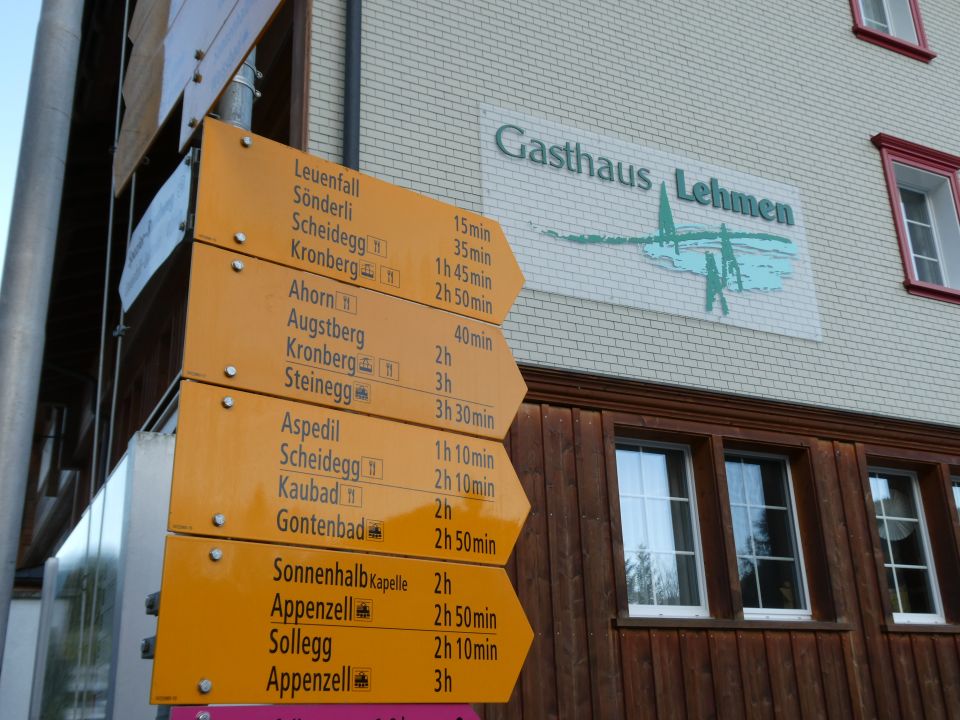 Gasthaus Lehmen
Leuenfall 15min
Sönderli 35min
Scheidegg 1h 45min
Kronberg 2h 50min
Ahorn 40min
Augstberg 2h
Kronberg 3h
Steinegg 3h 30min
Aspedil 1h 10min
Scheidegg 2h 10min
Kaubad 2h
Gontenbad 2h 50min
Sonnenhalb Kapelle 2h
Appenzell 2h 50min
Sollegg 2h 10min
Appenzell 3h